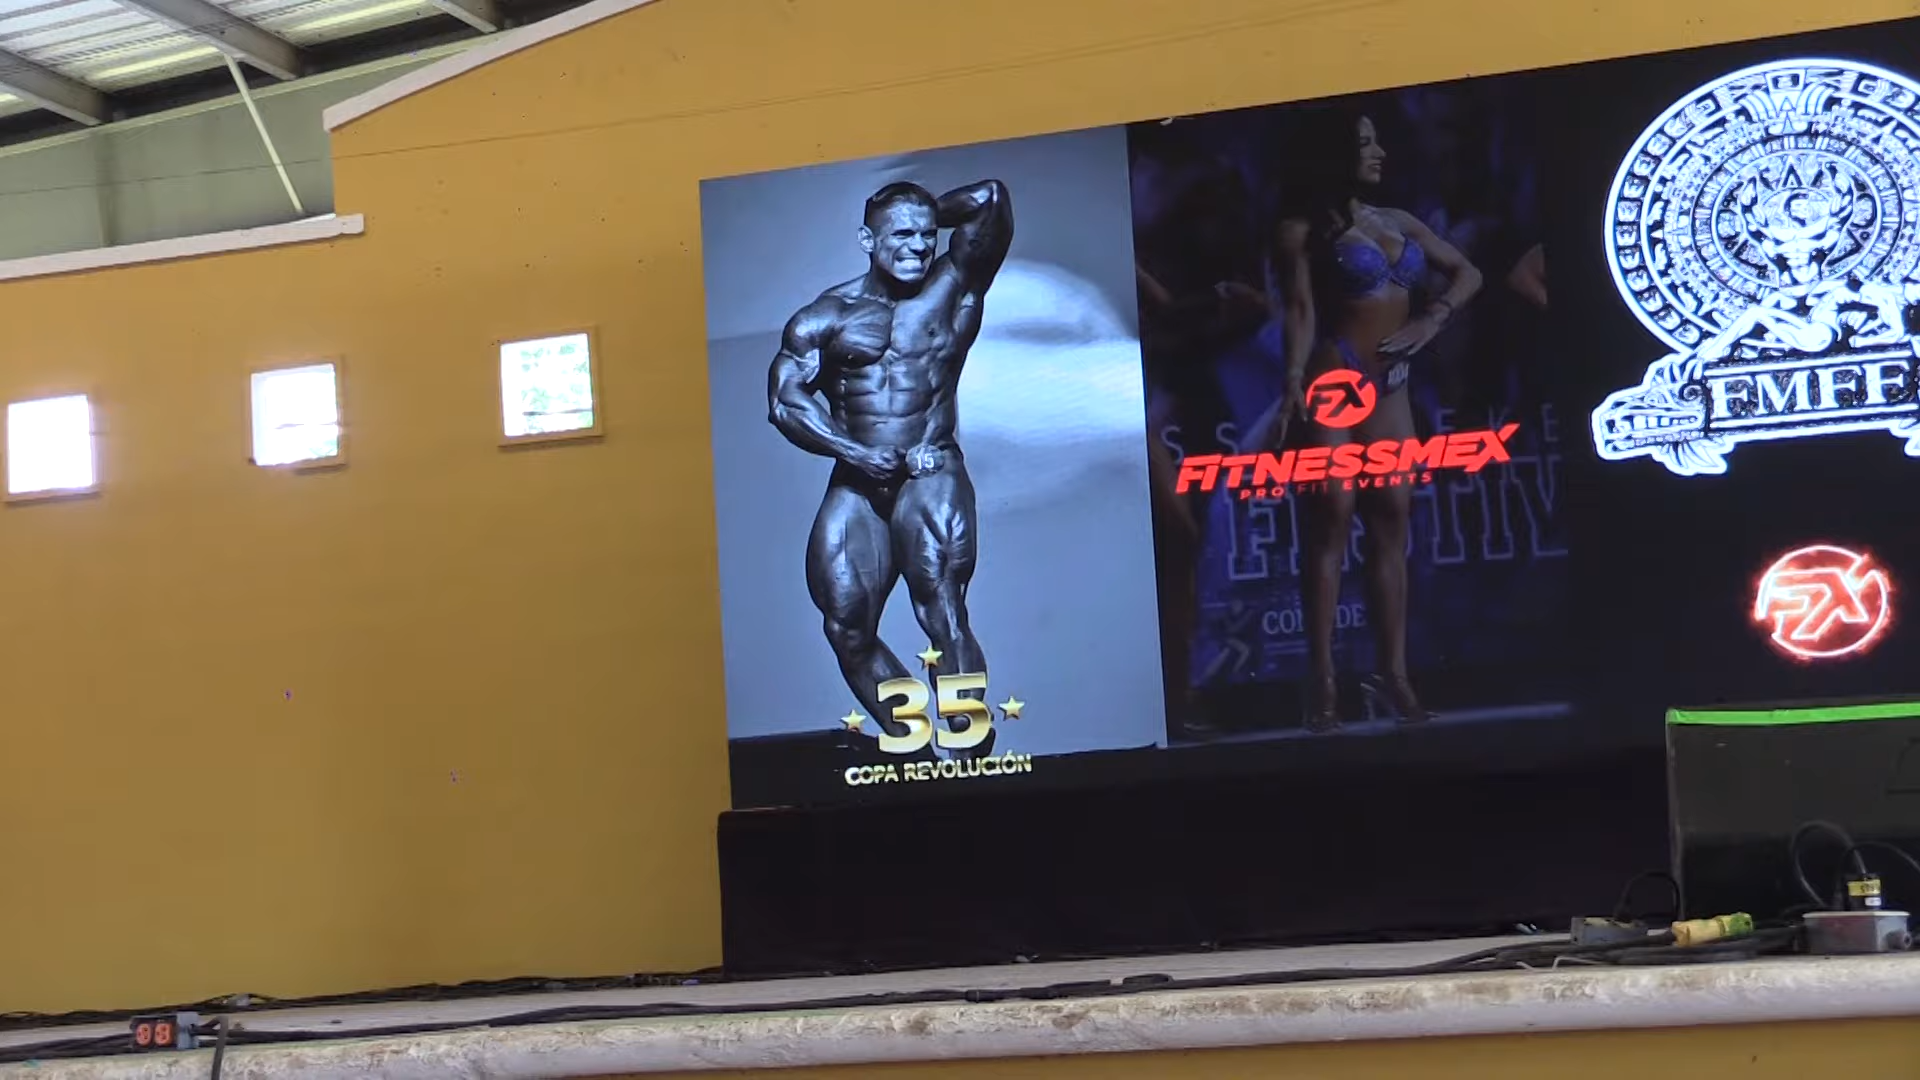 15
35
COPA REVOLUCIÓN
FX
FITNESSMEX
PRO FIT EVENTS
FMFF
FX